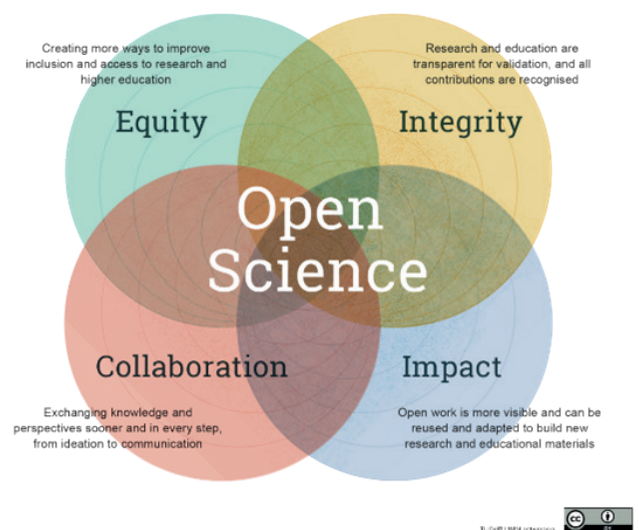 Creating more ways to improve
inclusion and access to research and
higher education
Equity
Research and education are
transparent for validation, and all
contributions are recognised
Integrity
Open
Science
Collaboration
Exchanging knowledge and
perspectives sooner and in every step,
from ideation to communication
Impact
Open work is more visible and can be
reused and adapted to build new
research and educational materials
cc